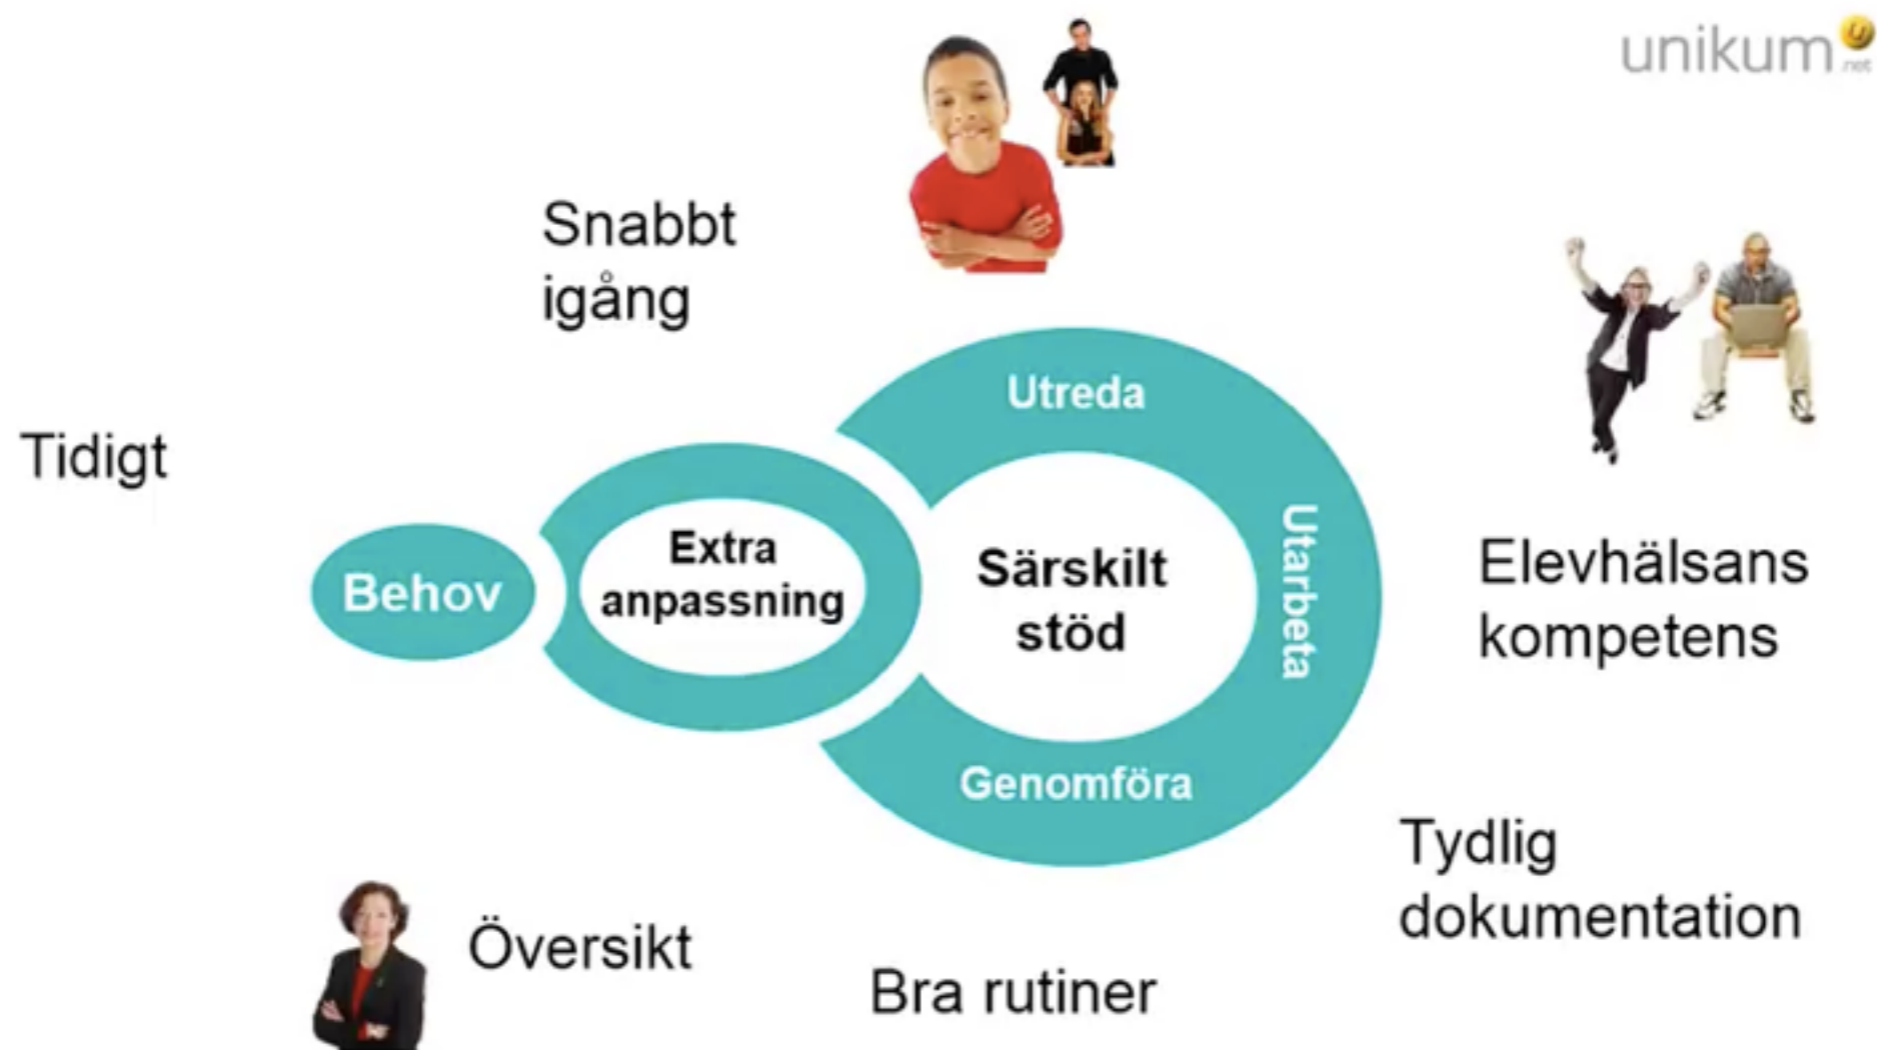 unikum
.net
Snabbt
igång
Utreda
Tidigt
Extra
anpassning
Behov
Särskilt
stöd
Utarbeta
Elevhälsans
kompetens
Genomföra
Tydlig
dokumentation
Översikt
Bra rutiner